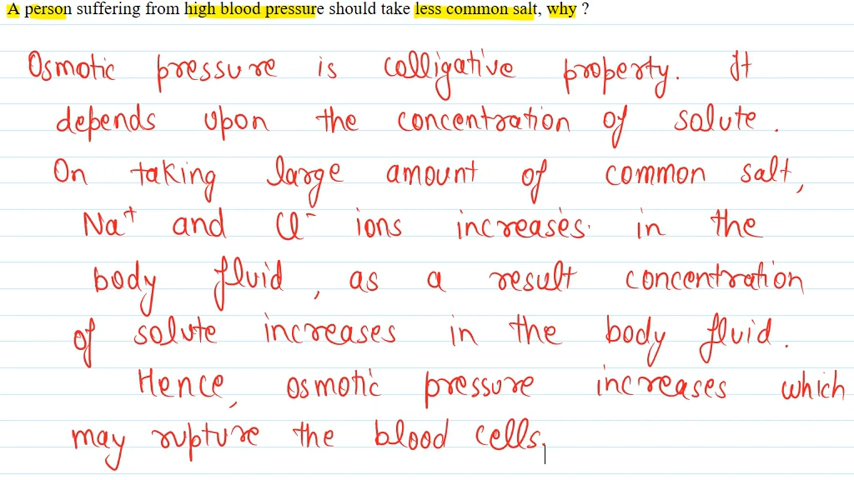 A person suffering from high blood pressure should take less common salt, why ?
Osmotic pressure is colligative property. It
depends upon the concentration of solute.
On taking large amount of common salt,
Na⁺ and Cl⁻ ions increases. in the
body fluid, as a result concentration
of solute increases in the body fluid.
Hence, osmotic pressure increases which
may rupture the blood cells,